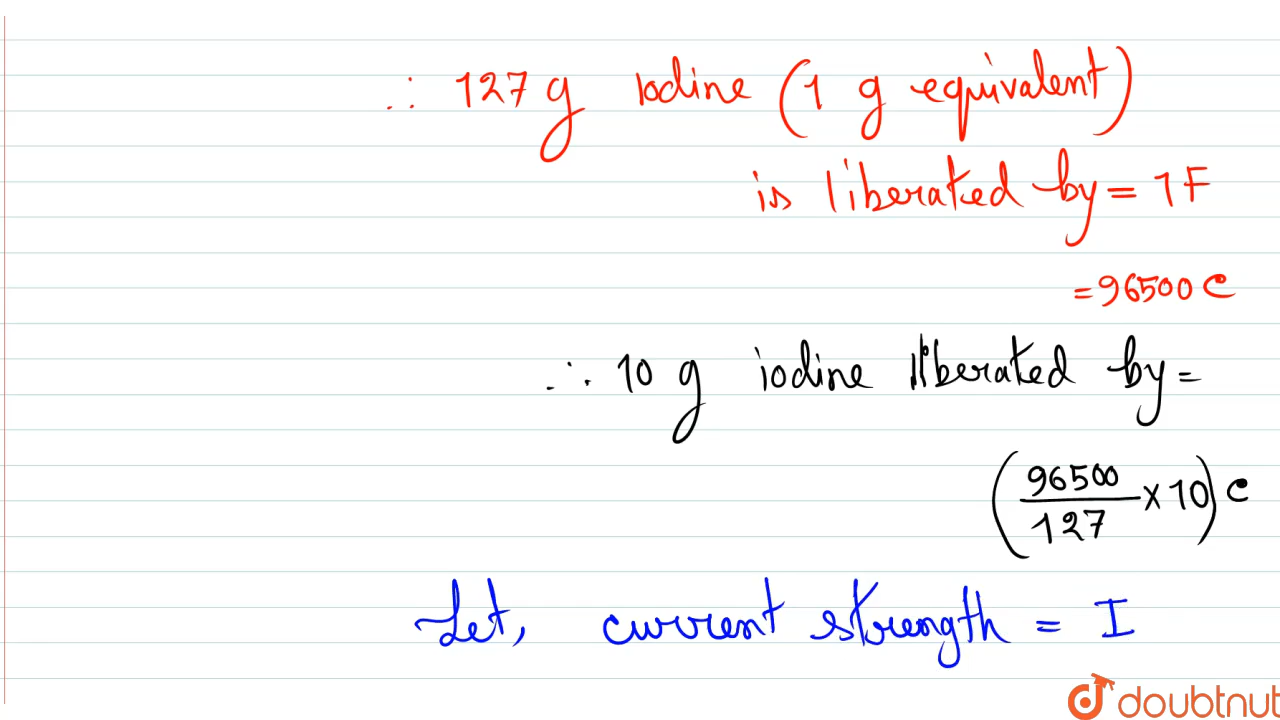 ∴ 127 g Iodine (1 g equivalent)
is liberated by = 1F
= 96500 C
∴ 10 g iodine liberated by =
(96500/127 × 10) C
Let, current strength = I
doubtnut